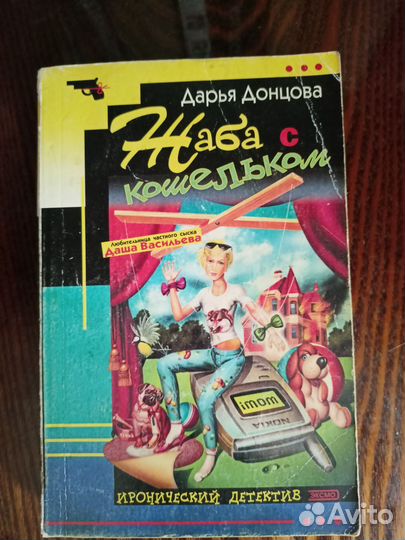 Дарья Донцова
Жаба с
кошельком
Любительница частного сыска
Даша Васильева
imom
NOKIA
ИРОНИЧЕСКИЙ ДЕТЕКТИВ
ЭКСМО
Avito